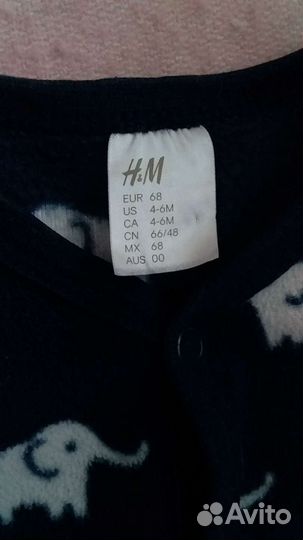 H&M
EUR 68
US 4-6M
CA 4-6M
CN 66/48
MX 68
AUS 00
Avito